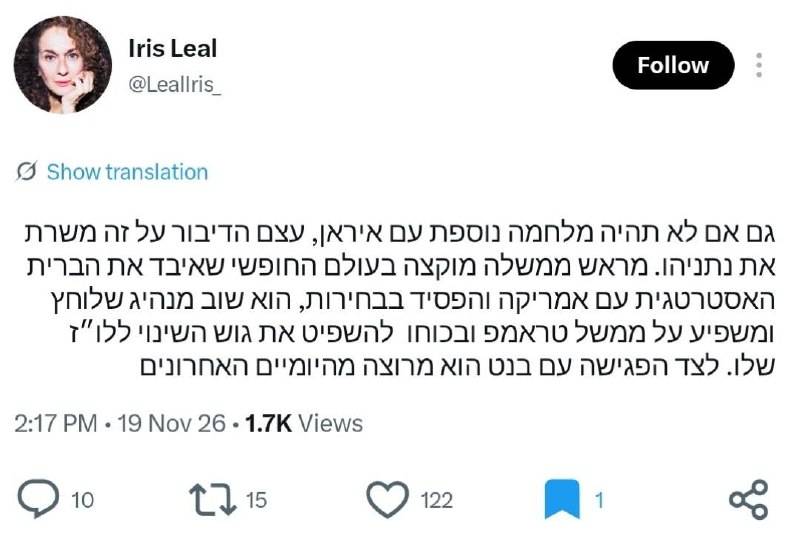 Iris Leal
@LealIris_
Follow
Show translation
גם אם לא תהיה מלחמה נוספת עם איראן, עצם הדיבור על זה משרת
את נתניהו. מראש ממשלה מוקצה בעולם החופשי שאיבד את הברית
האסטרטגית עם אמריקה והפסיד בבחירות, הוא שוב מנהיג שלוחץ
ומשפיע על ממשל טראמפ ובכוחו להשפיט את גוש השינוי ללו״ז
שלו. לצד הפגישה עם בנט הוא מרוצה מהיומיים האחרונים
2:17 PM • 19 Nov 26 • 1.7K Views
10 15 122 1